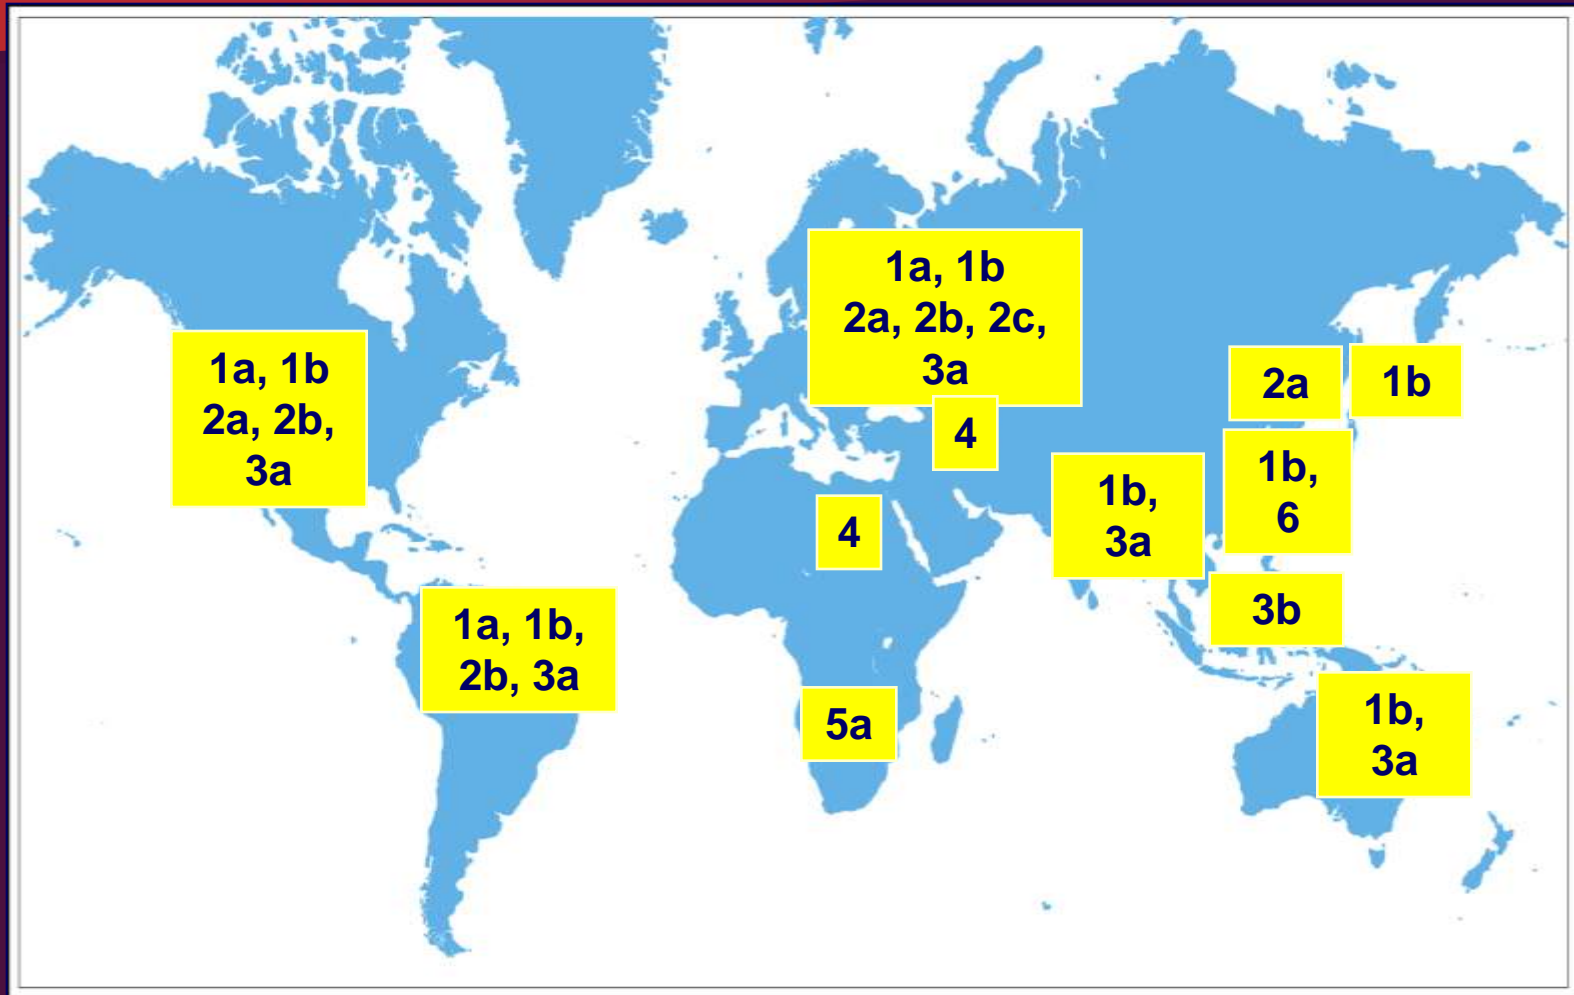 1a, 1b
2a, 2b, 2c,
3a
1a, 1b
2a, 2b,
3a
2a
1b
4
1b,
3a
1b,
6
4
3b
1a, 1b,
2b, 3a
5a
1b,
3a